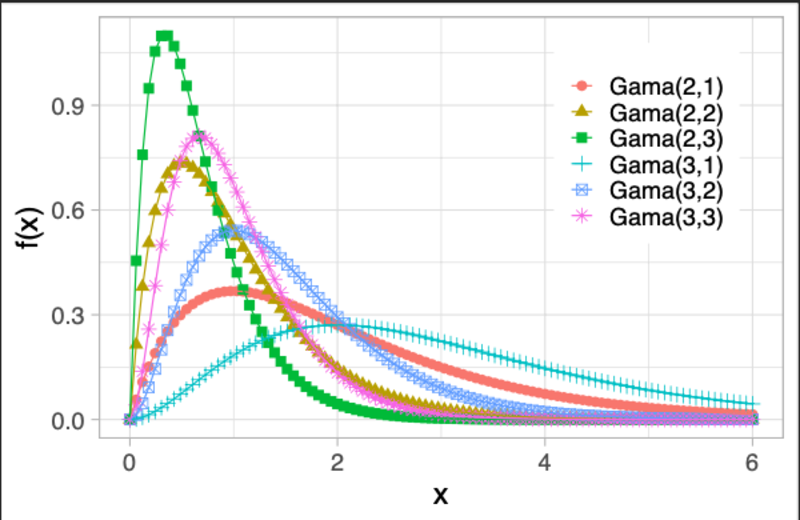 f(x)
0.9
0.6
0.3
0.0
Gama(2,1)
Gama(2,2)
Gama(2,3)
Gama(3,1)
Gama(3,2)
Gama(3,3)
0 2 4 6
x